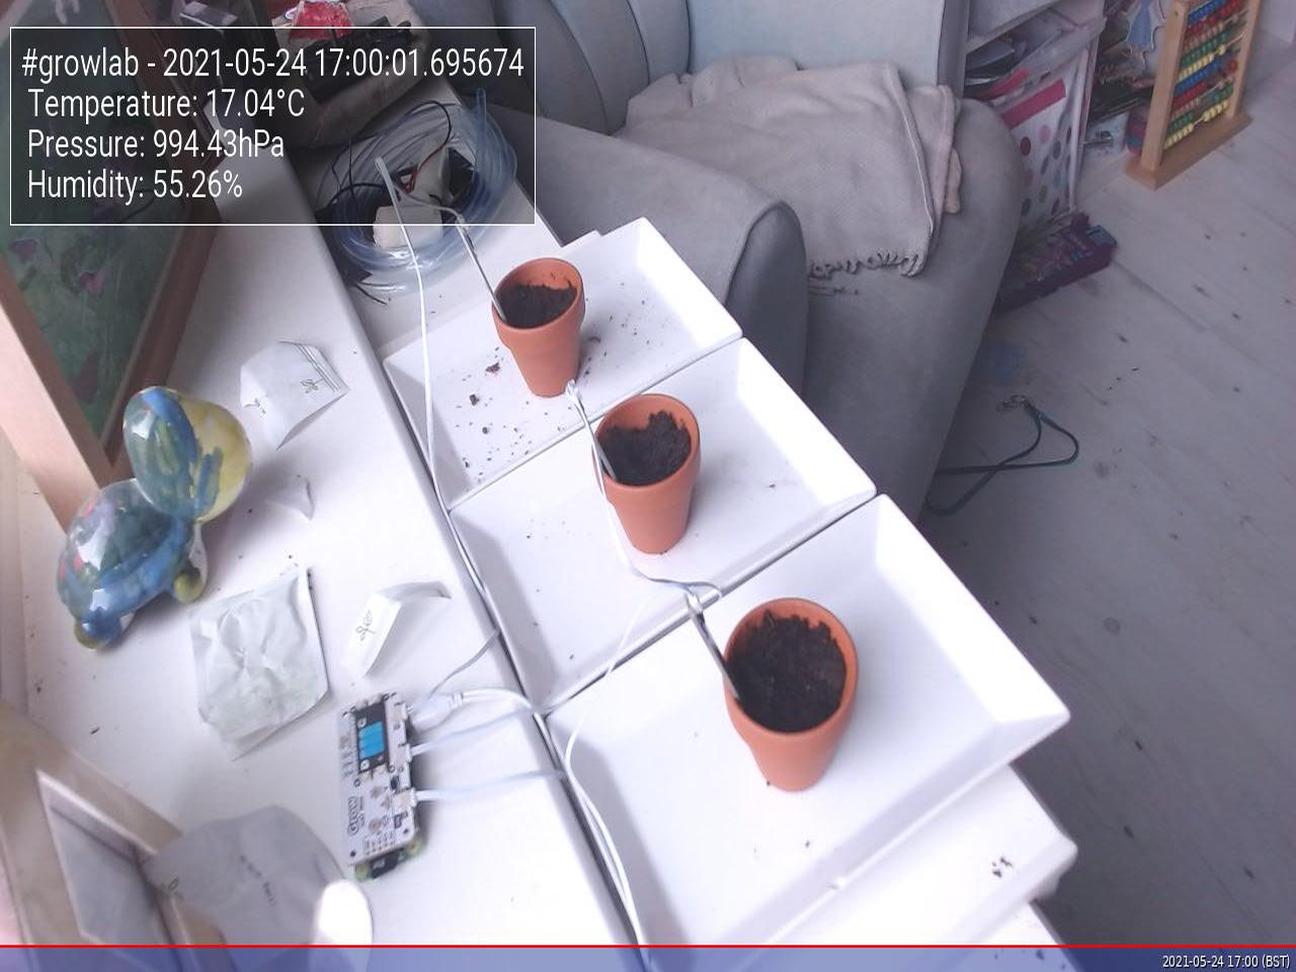 #growlab - 2021-05-24 17:00:01.695674
Temperature: 17.04°C
Pressure: 994.43hPa
Humidity: 55.26%
Grow
2021-05-24 17:00 (BST)